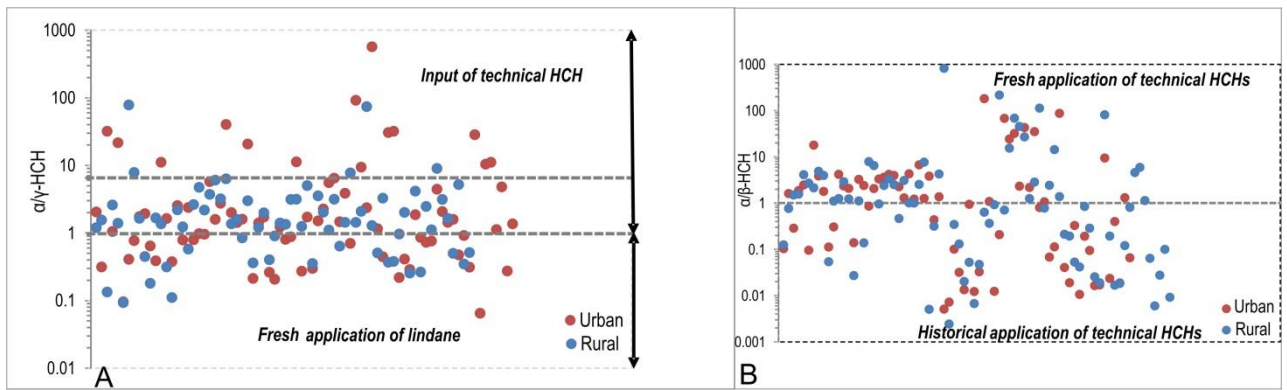 1000
100
10
1
0.1
0.01
α/γ-HCH
Input of technical HCH
Fresh application of lindane
Urban
Rural
A
1000
100
10
1
0.1
0.01
0.001
α/β-HCH
Fresh application of technical HCHs
Urban
Rural
Historical application of technical HCHs
B